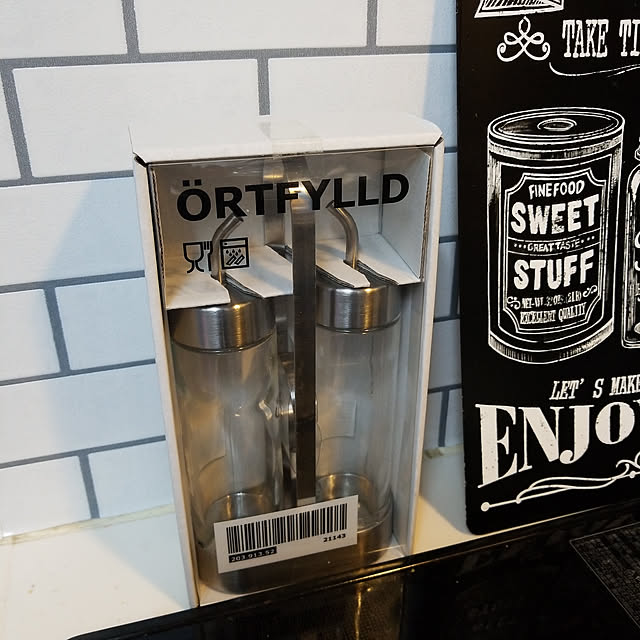 ÖRTFYLLD
203 913 52
21143
TAKE TI
FINEFOOD
SWEET
GREAT TASTE
STUFF
EXCELLENT QUALITY
LET' S MAKE
ENJO